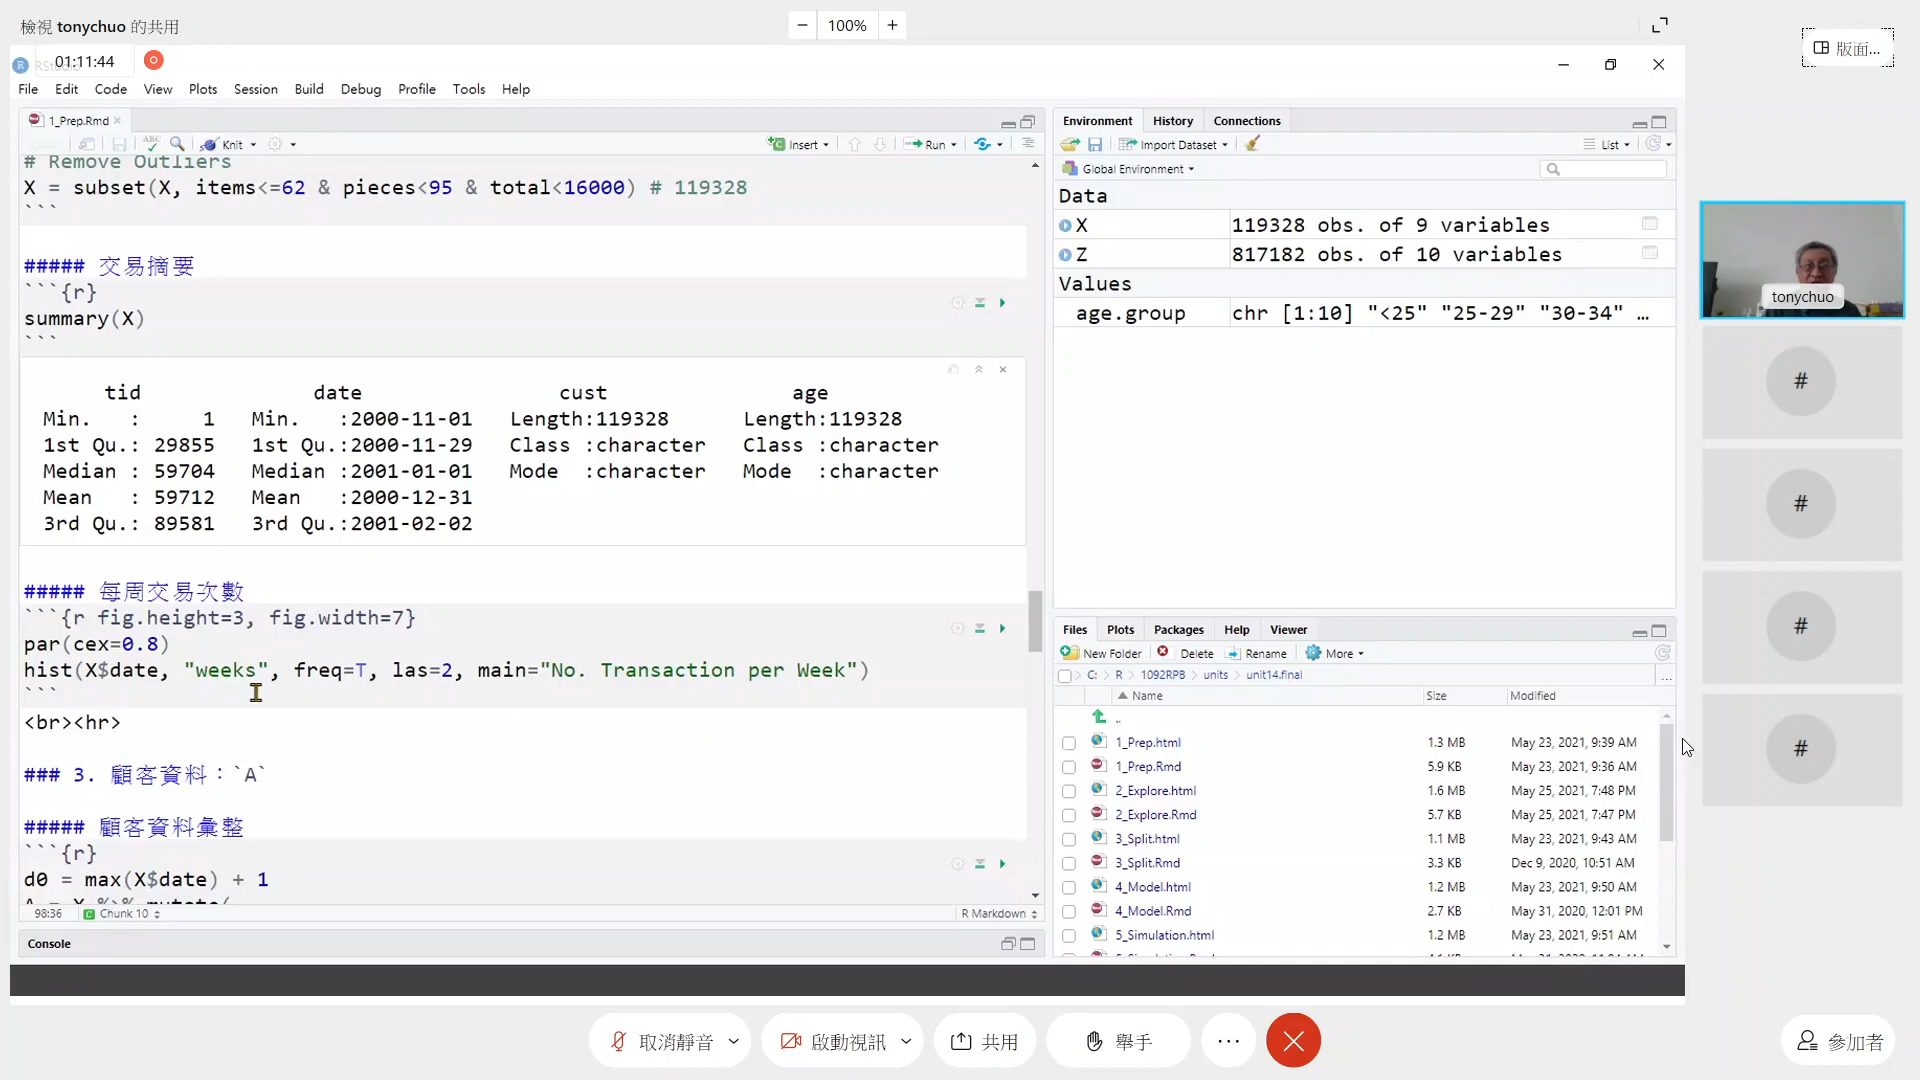 檢視 tonychuo 的共用
100%
版面...
01:11:44
File Edit Code View Plots Session Build Debug Profile Tools Help
1_Prep.Rmd
Knit
Insert
Run
# Remove Outliers
X = subset(X, items<=62 & pieces<95 & total<16000) # 119328
```
##### 交易摘要
```{r}
summary(X)
```
tid date cust age
Min. : 1 Min. :2000-11-01 Length:119328 Length:119328
1st Qu.: 29855 1st Qu.:2000-11-29 Class :character Class :character
Median : 59704 Median :2001-01-01 Mode :character Mode :character
Mean : 59712 Mean :2000-12-31
3rd Qu.: 89581 3rd Qu.:2001-02-02
##### 每周交易次數
```{r fig.height=3, fig.width=7}
par(cex=0.8)
hist(X$date, "weeks", freq=T, las=2, main="No. Transaction per Week")
```
<br><hr>
### 3. 顧客資料：`A`
##### 顧客資料彙整
```{r}
d0 = max(X$date) + 1
98:36 Chunk 10 R Markdown
Console
Environment History Connections
Import Dataset List
Global Environment
Data
X 119328 obs. of 9 variables
Z 817182 obs. of 10 variables
Values
age.group chr [1:10] "<25" "25-29" "30-34" …
Files Plots Packages Help Viewer
New Folder Delete Rename More
C: R 1092RPB units unit14.final ...
Name Size Modified
..
1_Prep.html 1.3 MB May 23, 2021, 9:39 AM
1_Prep.Rmd 5.9 KB May 23, 2021, 9:36 AM
2_Explore.html 1.6 MB May 25, 2021, 7:48 PM
2_Explore.Rmd 5.7 KB May 25, 2021, 7:47 PM
3_Split.html 1.1 MB May 23, 2021, 9:43 AM
3_Split.Rmd 3.3 KB Dec 9, 2020, 10:51 AM
4_Model.html 1.2 MB May 23, 2021, 9:50 AM
4_Model.Rmd 2.7 KB May 31, 2020, 12:01 PM
5_Simulation.html 1.2 MB May 23, 2021, 9:51 AM
tonychuo
#
#
#
#
取消靜音 啟動視訊 共用 舉手 參加者